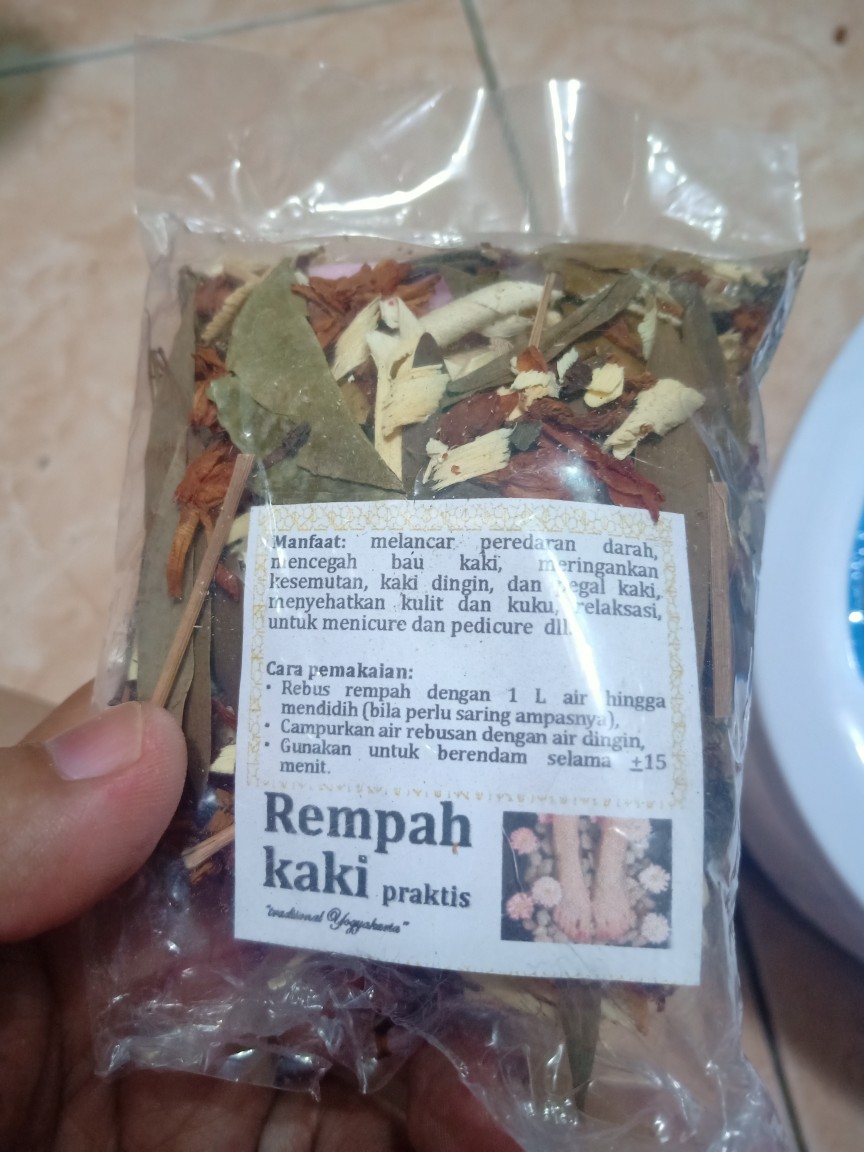 Manfaat: melancar peredaran darah,
mencegah bau kaki, meringankan
kesemutan, kaki dingin, dan pegal kaki,
menyehatkan kulit dan kuku, relaksasi,
untuk menicure dan pedicure dll.
Cara pemakaian:
• Rebus rempah dengan 1 L air hingga
mendidih (bila perlu saring ampasnya),
• Campurkan air rebusan dengan air dingin,
• Gunakan untuk berendam selama ±15
menit.
Rempah
kaki praktis
"traditional Yogyakarta"